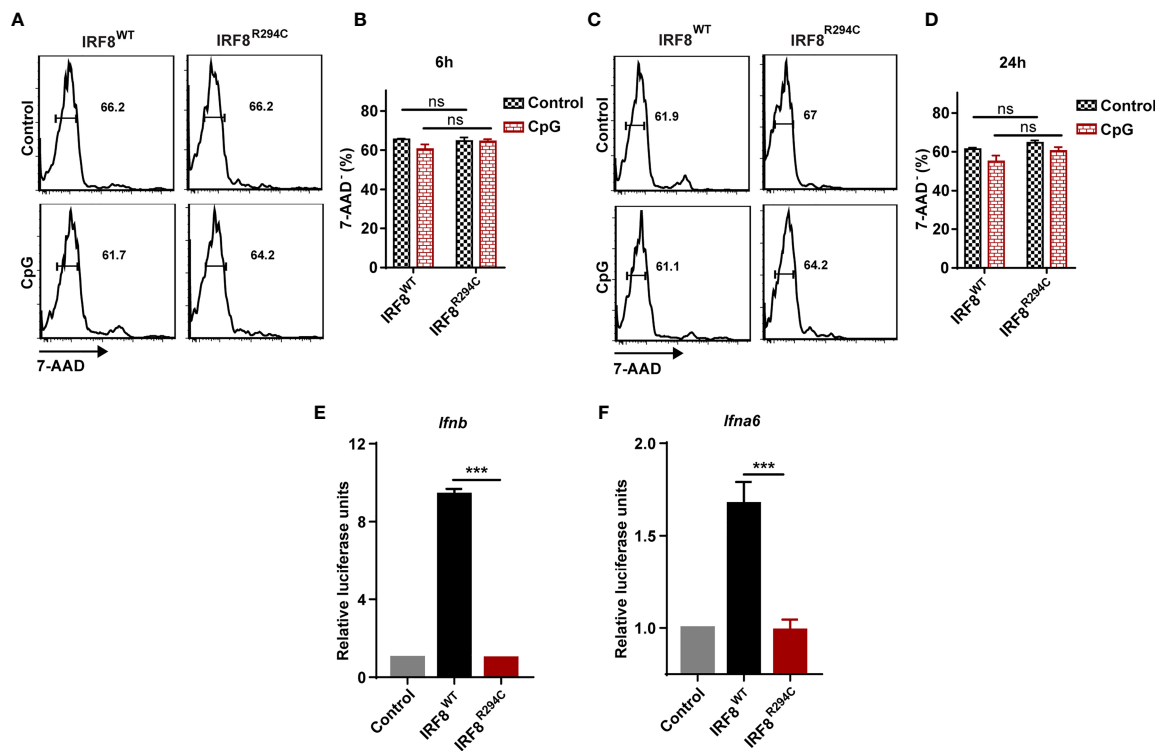 A
IRF8WT
IRF8R294C
Control
66.2
66.2
CpG
61.7
64.2
7-AAD
B
6h
7-AAD- (%)
80
60
40
20
0
ns
ns
Control
CpG
IRF8WT
IRF8R294C
C
IRF8WT
IRF8R294C
Control
61.9
67
CpG
61.1
64.2
7-AAD
D
24h
7-AAD- (%)
80
60
40
20
0
ns
ns
Control
CpG
IRF8WT
IRF8R294C
E
Ifnb
Relative luciferase units
12
8
4
0
***
Control
IRF8WT
IRF8R294C
F
Ifna6
Relative luciferase units
2.0
1.5
1.0
***
Control
IRF8WT
IRF8R294C